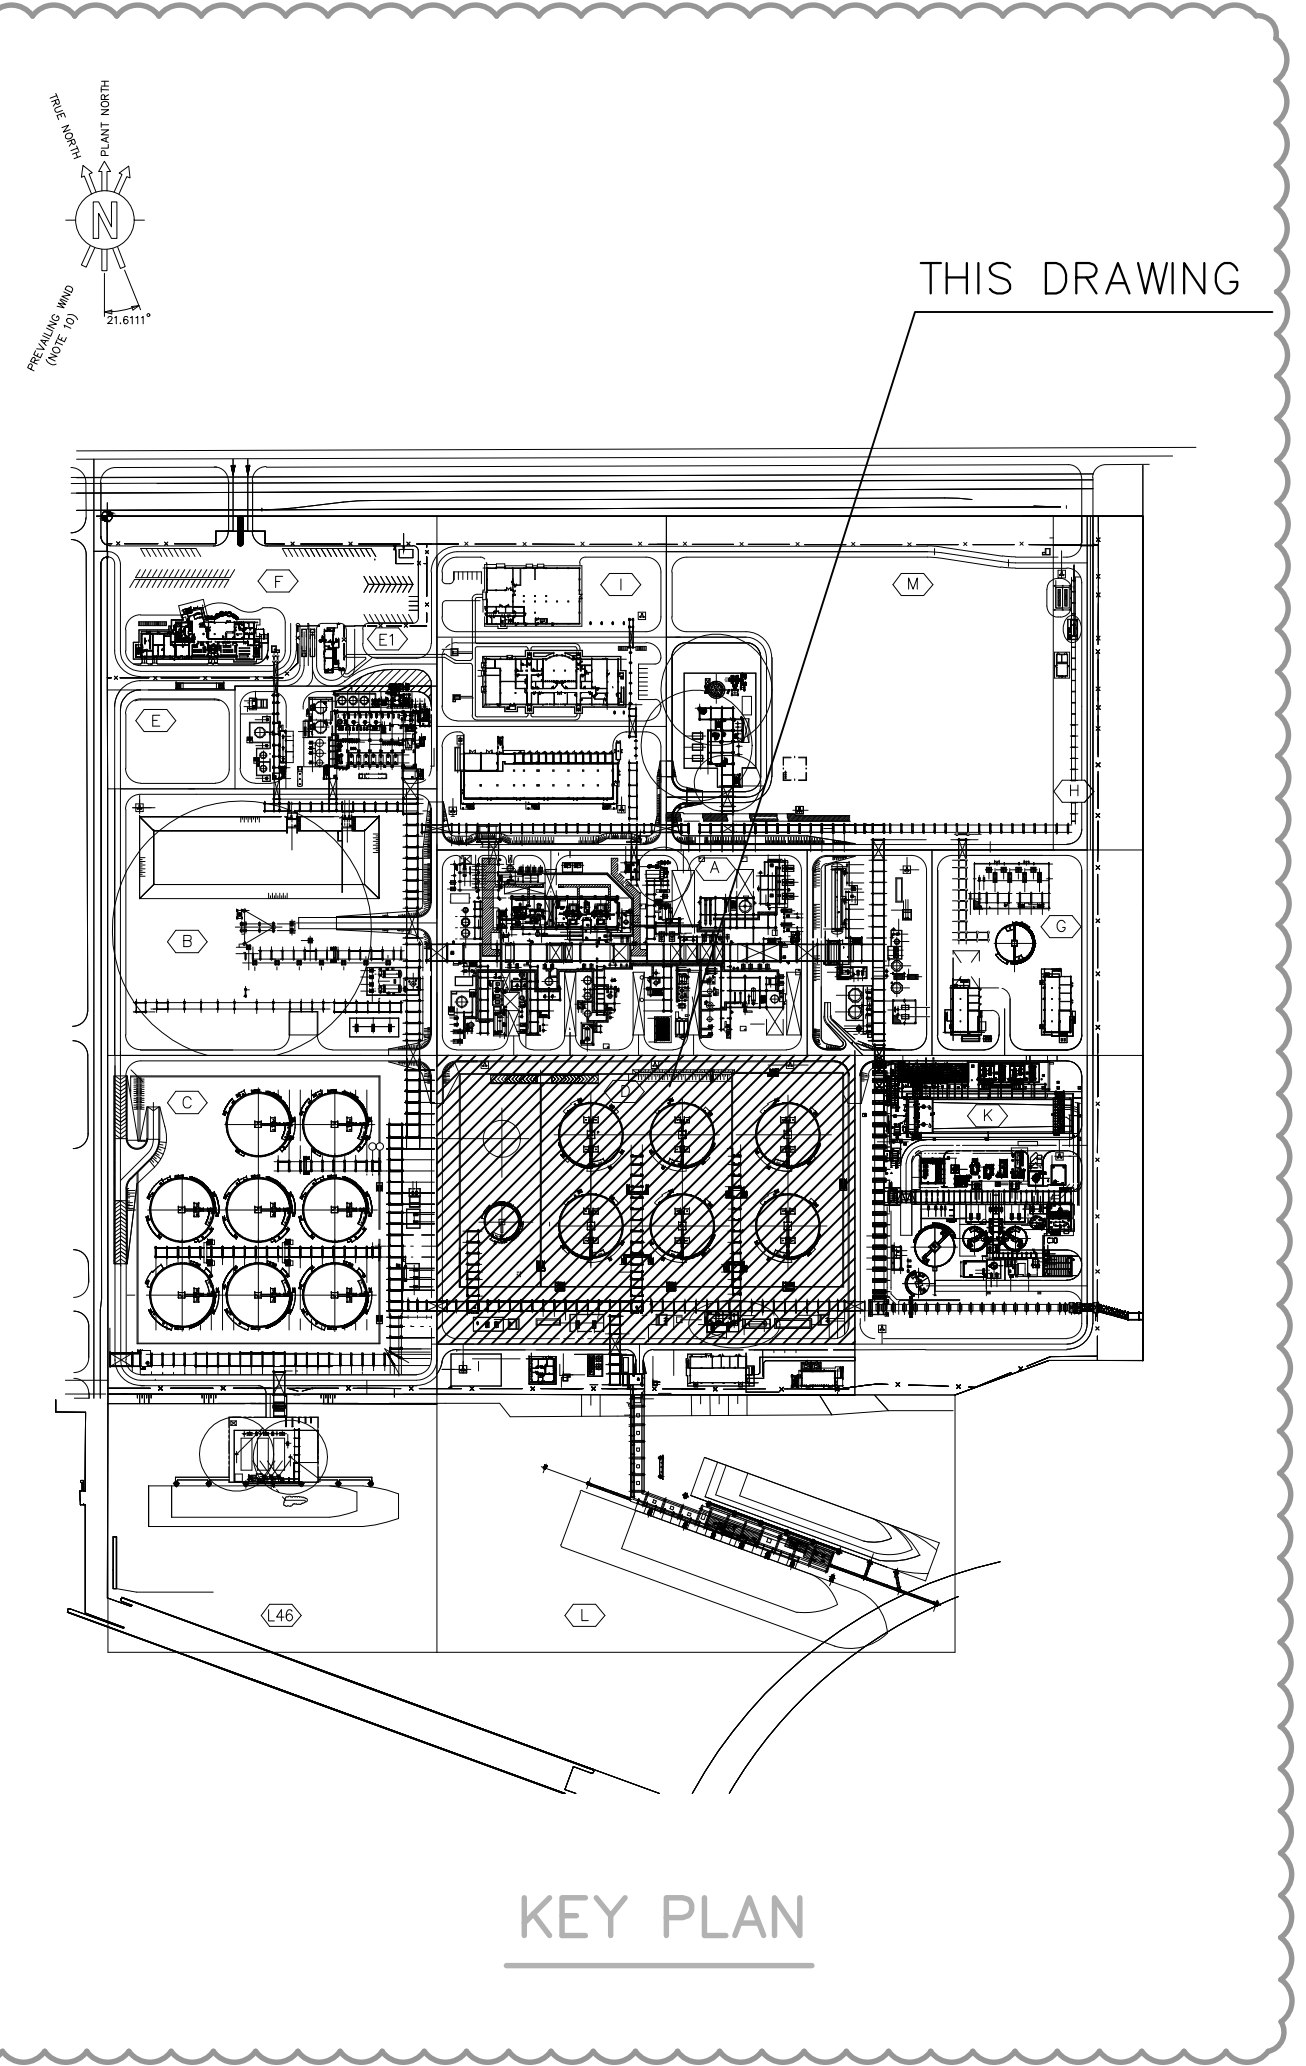 TRUE NORTH
PLANT NORTH
N
PREVAILING WIND
(NOTE 10)
21.6111°
THIS DRAWING
F
I
M
E1
E
H
A
B
G
C
D
K
L46
L
KEY PLAN